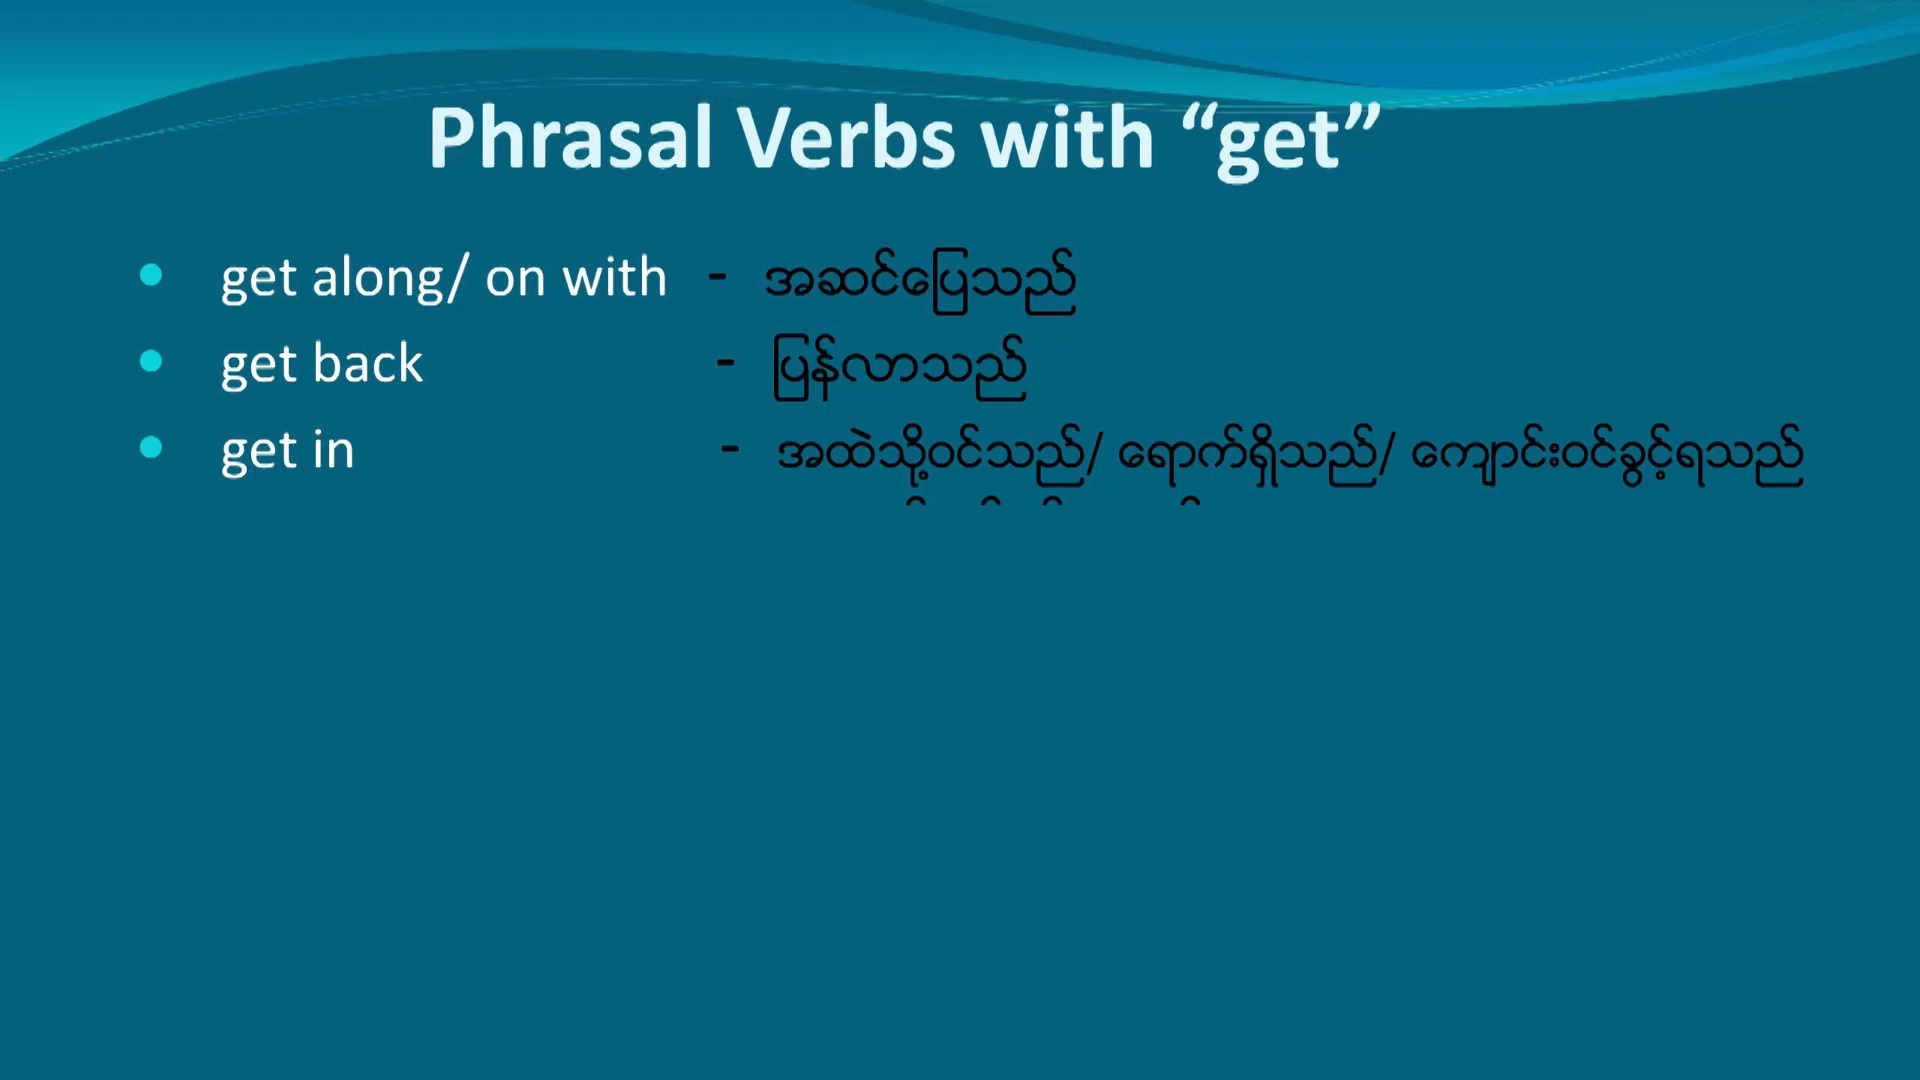 Phrasal Verbs with “get”
• get along/ on with - အဆင်ပြေသည်
• get back - ပြန်လာသည်
• get in - အထဲသို့ဝင်သည်/ ရောက်ရှိသည်/ ကျောင်းဝင်ခွင့်ရသည်